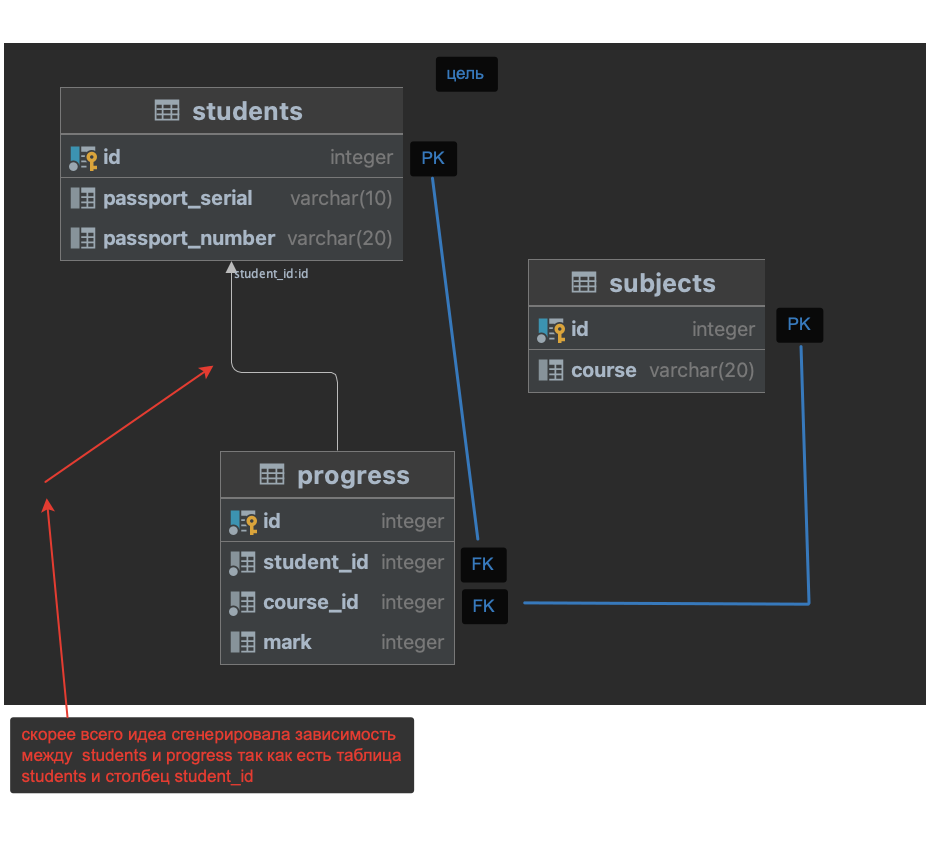 цель
students
id integer
PK
passport_serial varchar(10)
passport_number varchar(20)
student_id:id
subjects
id integer
PK
course varchar(20)
progress
id integer
student_id integer
FK
course_id integer
FK
mark integer
скорее всего идеа сгенерировала зависимость
между students и progress так как есть таблица
students и столбец student_id